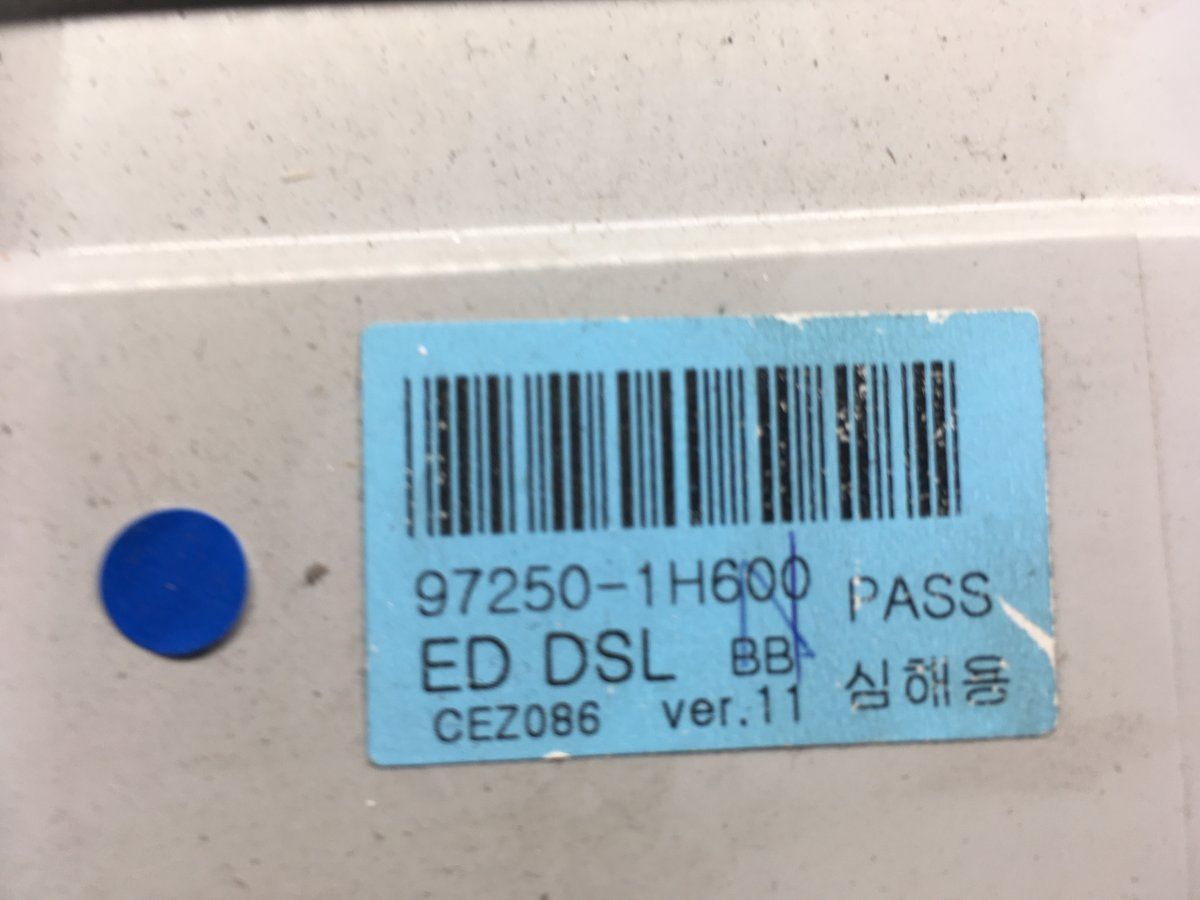 97250-1H600 PASS
ED DSL BB 심해용
CEZ086 ver.11